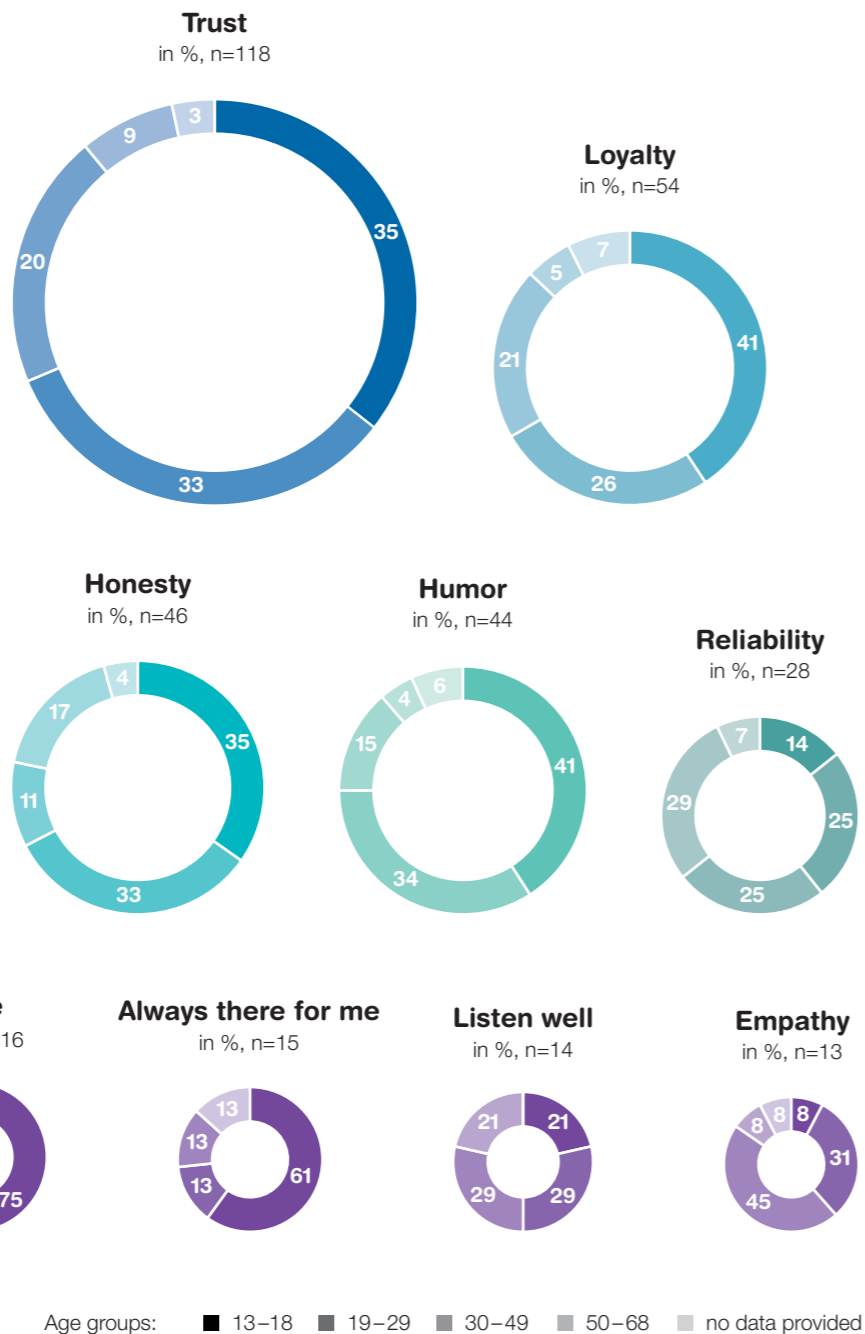 Trust
in %, n=118
3
9
35
20
33
Loyalty
in %, n=54
7
5
41
21
26
Honesty
in %, n=46
4
17
35
11
33
Humor
in %, n=44
6
4
15
41
34
Reliability
in %, n=28
7
14
29
25
25
16
75
Always there for me
in %, n=15
13
13
61
13
Listen well
in %, n=14
21
21
29
29
Empathy
in %, n=13
8
8
8
31
45
Age groups: 13–18 19–29 30–49 50–68 no data provided